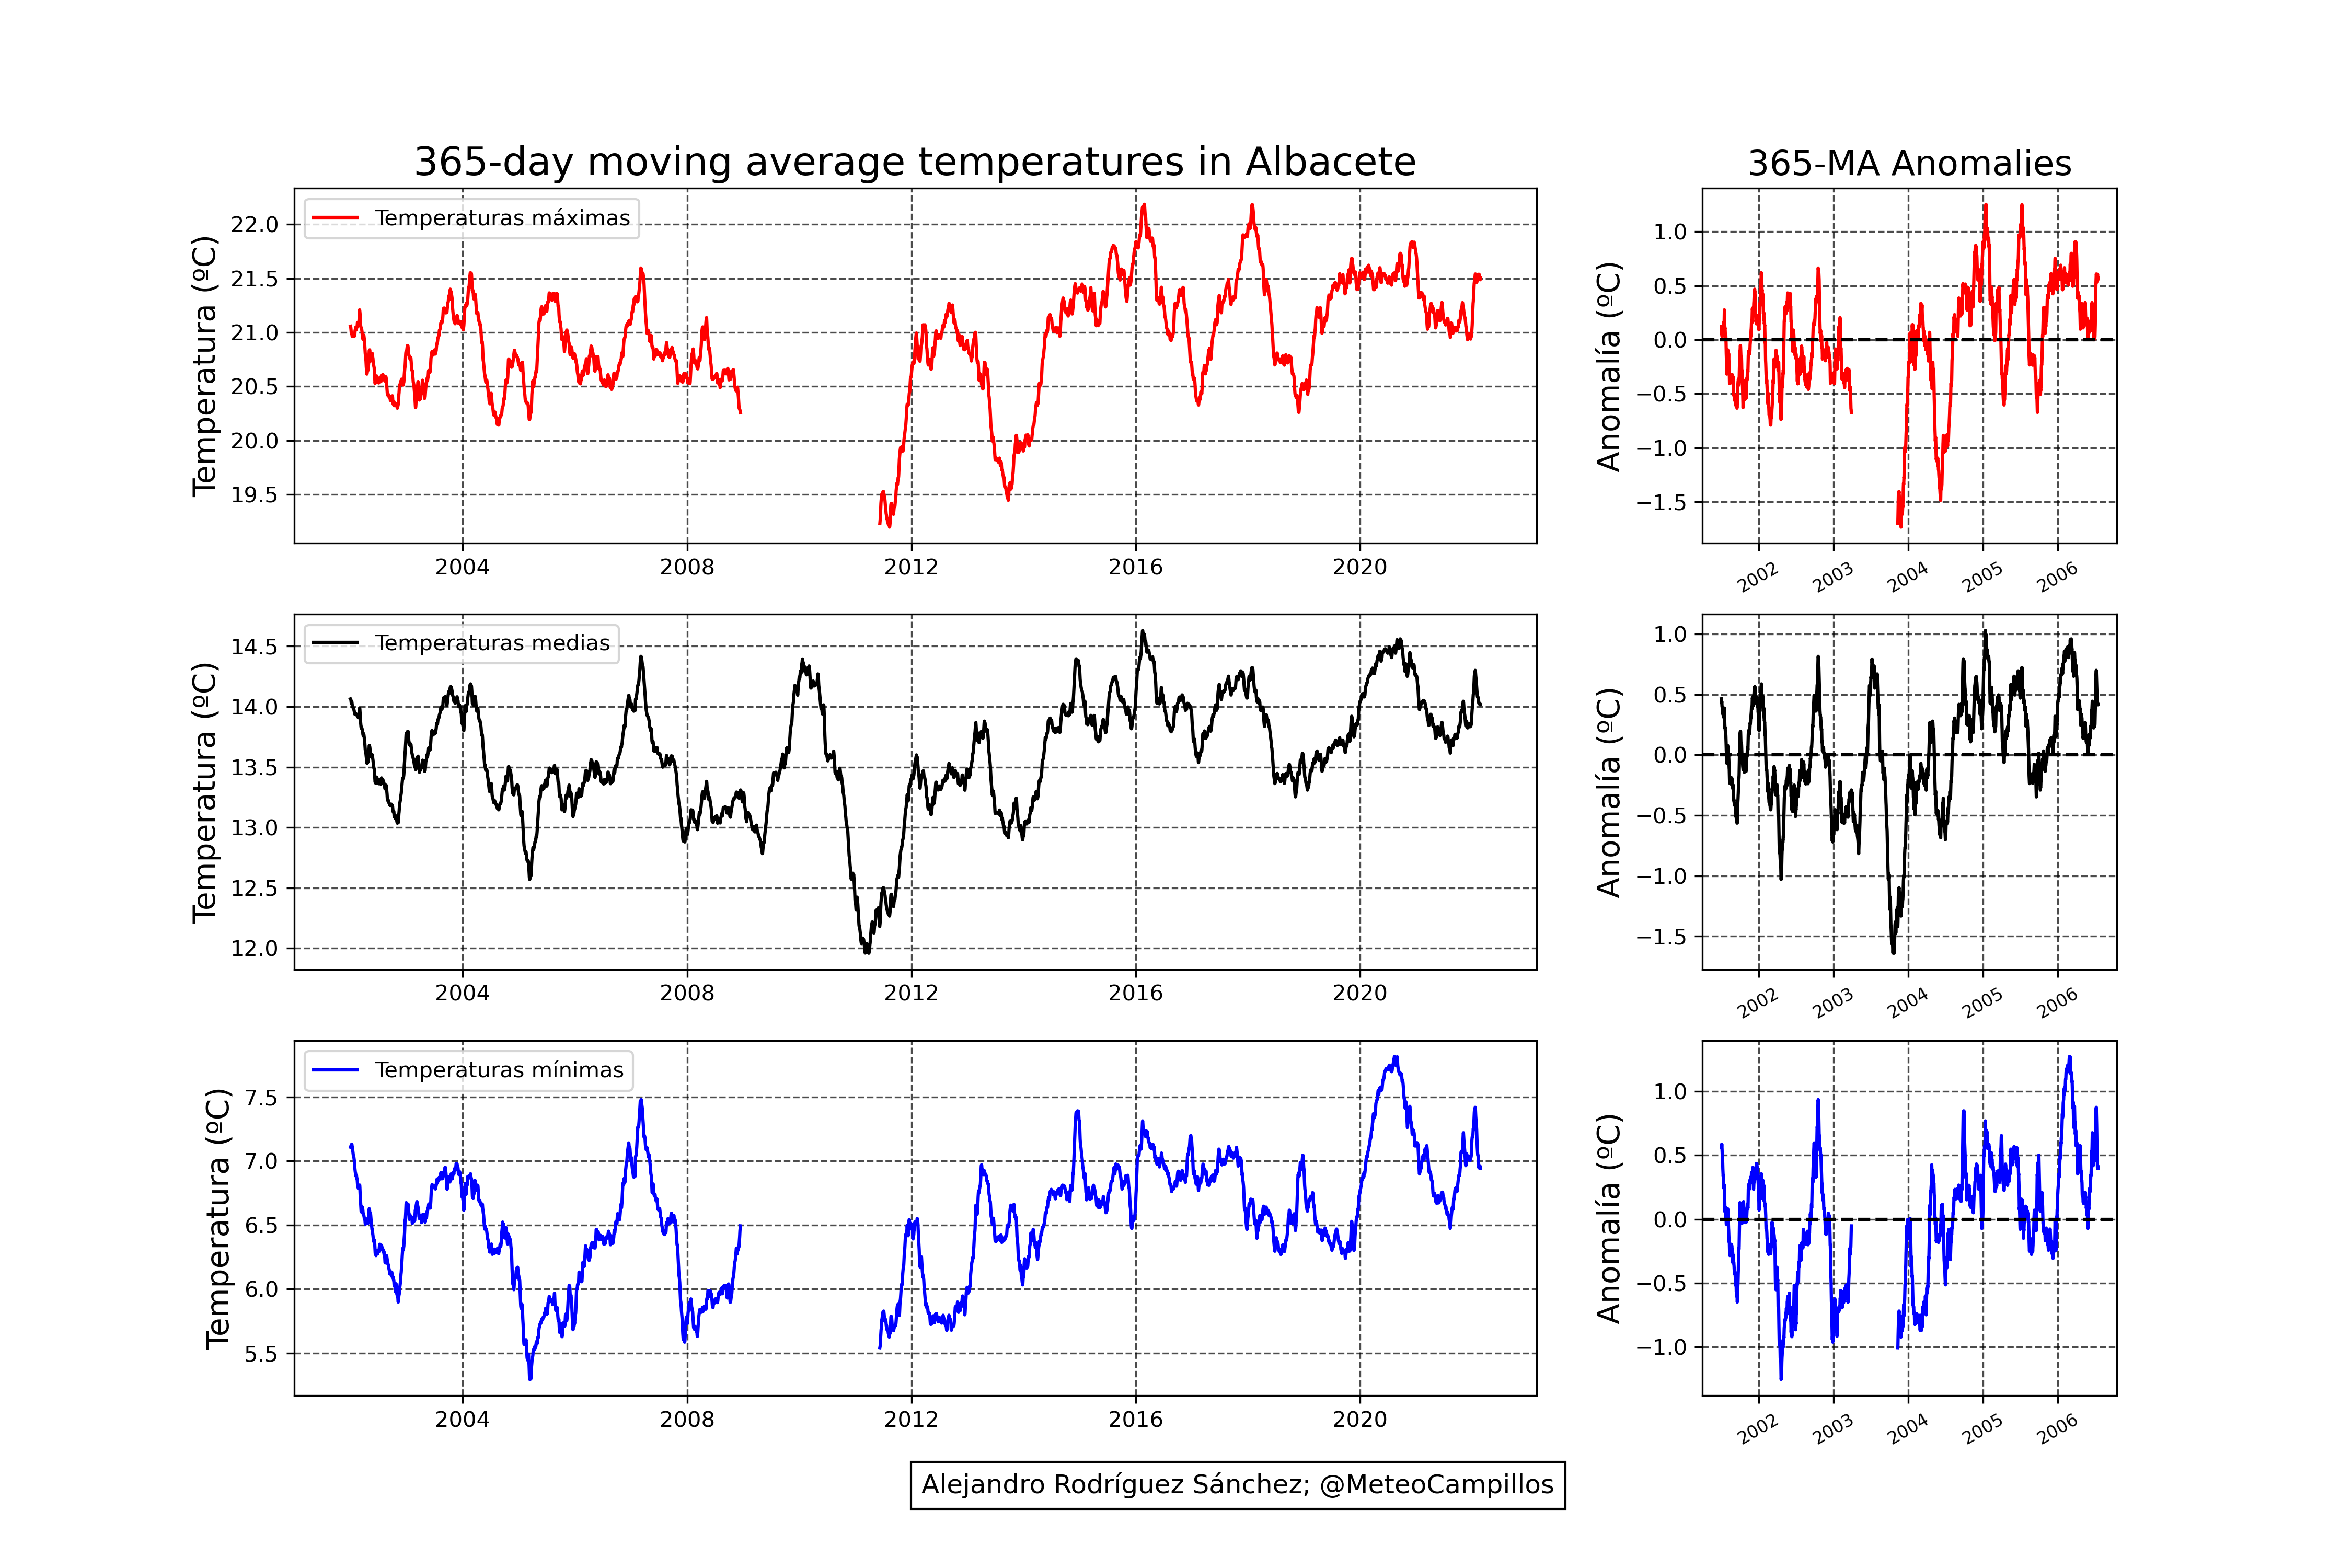 365-day moving average temperatures in Albacete
365-MA Anomalies
Temperatura (ºC)
22.0
21.5
21.0
20.5
20.0
19.5
Temperaturas máximas
2004 2008 2012 2016 2020
Anomalía (ºC)
1.0
0.5
0.0
−0.5
−1.0
−1.5
2002 2003 2004 2005 2006
Temperatura (ºC)
14.5
14.0
13.5
13.0
12.5
12.0
Temperaturas medias
2004 2008 2012 2016 2020
Anomalía (ºC)
1.0
0.5
0.0
−0.5
−1.0
−1.5
2002 2003 2004 2005 2006
Temperatura (ºC)
7.5
7.0
6.5
6.0
5.5
Temperaturas mínimas
2004 2008 2012 2016 2020
Anomalía (ºC)
1.0
0.5
0.0
−0.5
−1.0
2002 2003 2004 2005 2006
Alejandro Rodríguez Sánchez; @MeteoCampillos